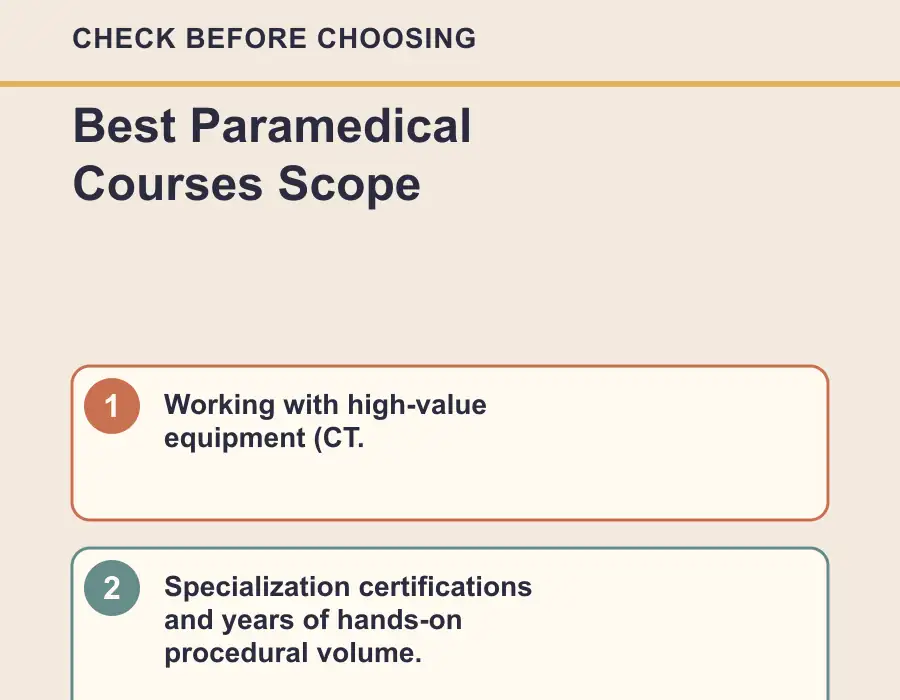 CHECK BEFORE CHOOSING
Best Paramedical
Courses Scope
1
Working with high-value
equipment (CT.
2
Specialization certifications
and years of hands-on
procedural volume.